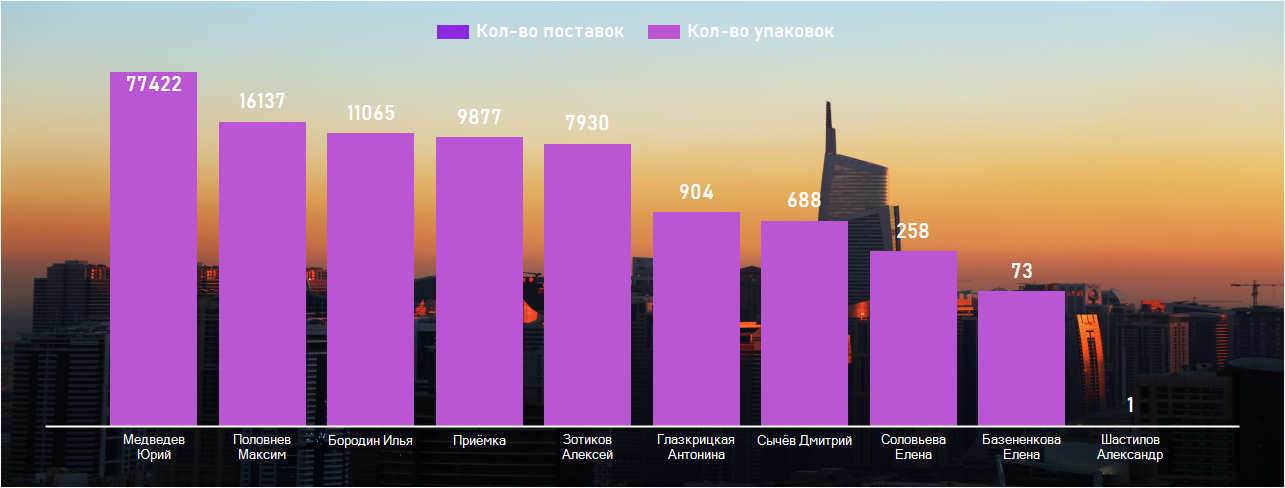 Кол-во поставок Кол-во упаковок
77422
16137
11065
9877
7930
904
688
258
73
1
Медведев
Юрий
Половнев
Максим
Бородин Илья
Приёмка
Зотиков
Алексей
Глазкрицкая
Антонина
Сычёв Дмитрий
Соловьева
Елена
Базененкова
Елена
Шастилов
Александр